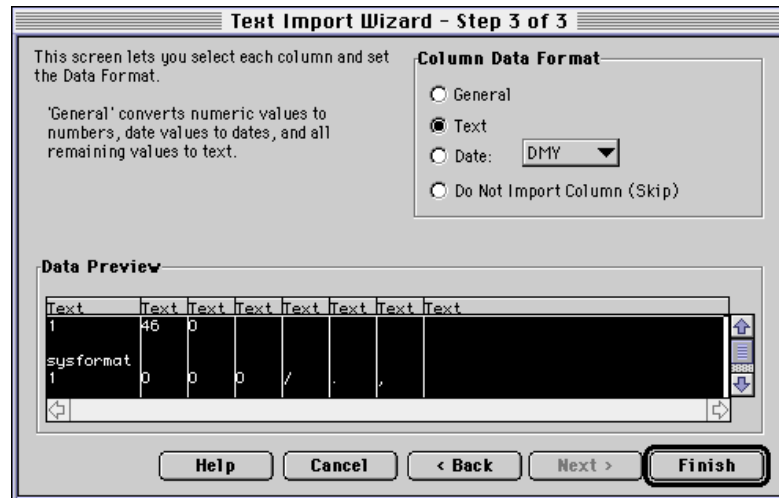 Text Import Wizard - Step 3 of 3
This screen lets you select each column and set
the Data Format.
'General' converts numeric values to
numbers, date values to dates, and all
remaining values to text.
Column Data Format
General
Text
Date: DMY
Do Not Import Column (Skip)
Data Preview
Text Text Text Text Text Text Text Text
1 46 0
sysformat
1 0 0 0 / . ,
Help Cancel < Back Next > Finish